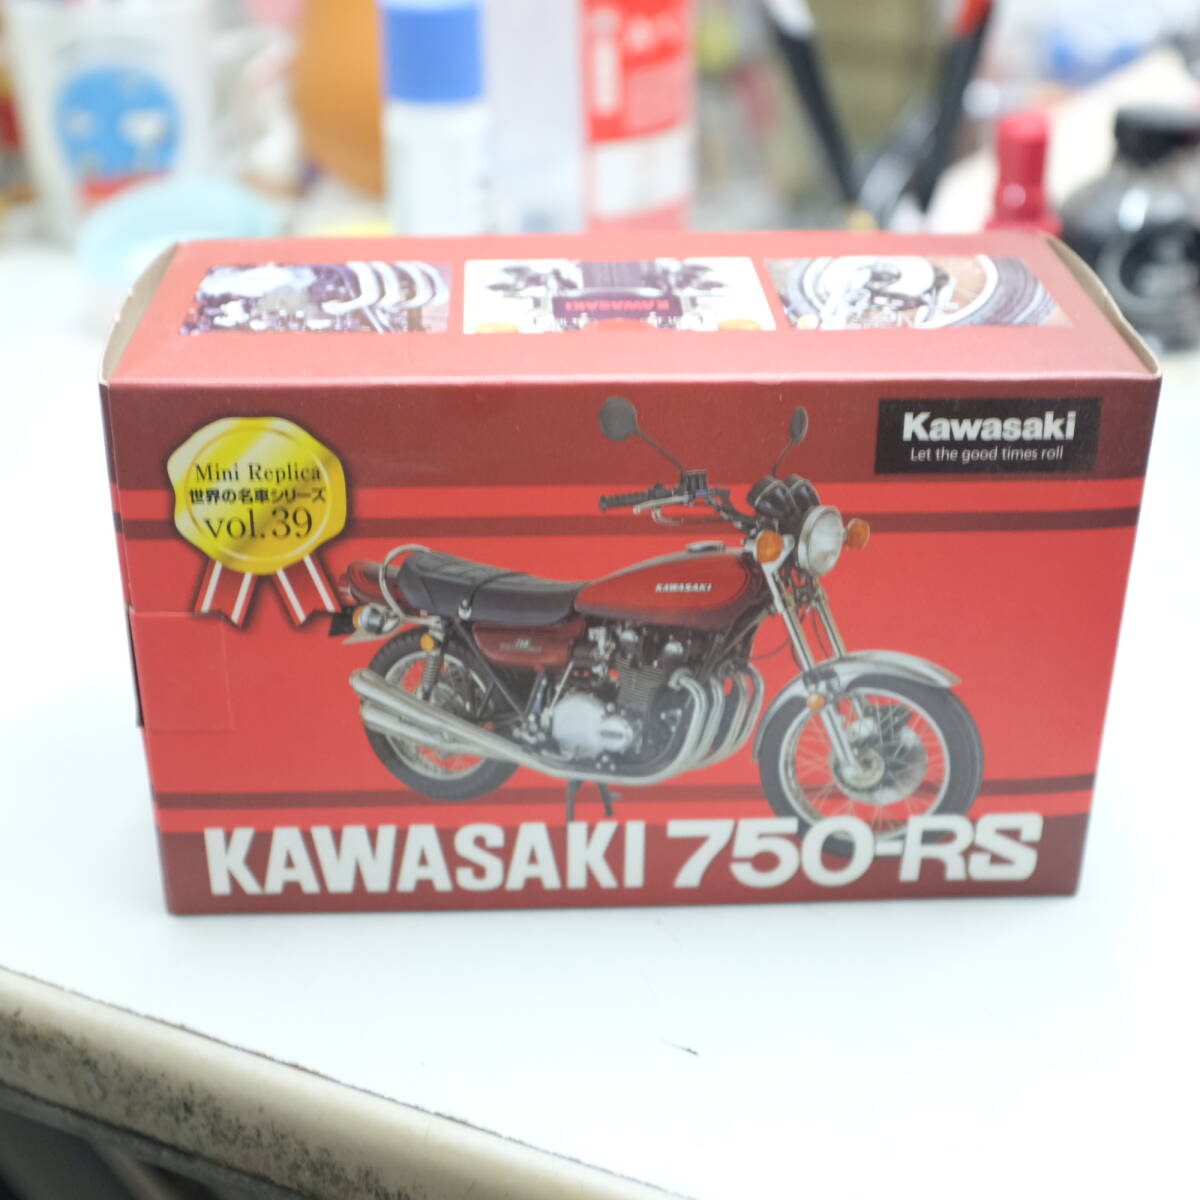 KAWASAKI
Mini Replica
世界の名車シリーズ
vol.39
Kawasaki
Let the good times roll
KAWASAKI
KAWASAKI 750-RS